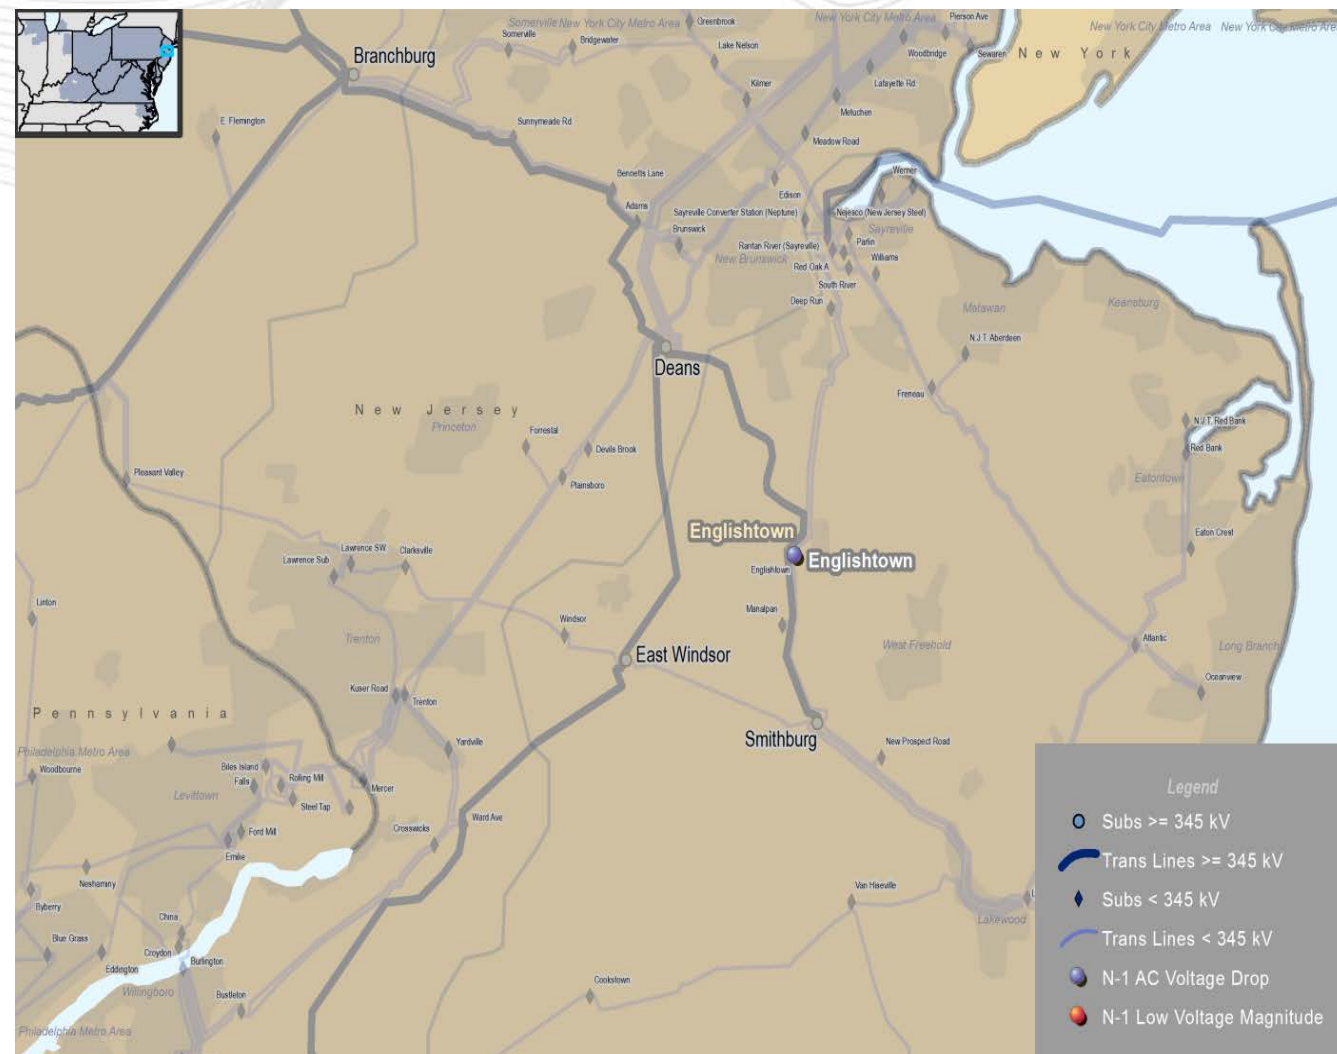 Somerville
New York City Metro Area
New York City Metro Area
Pierson Ave
New York City Metro Area
New York City Metro Area
Greenbrook
Somerville
Bridgewater
Lake Nelson
Woodbridge
Sewaren
New York
Branchburg
Kilmer
Lafayette Rd
Metuchen
E. Flemington
Sunnymeade Rd
Meadow Road
Bennetts Lane
Edison
Werner
Adams
Sayreville Converter Station (Neptune)
Nejesco (New Jersey Steel)
Brunswick
Sayreville
Raritan River (Sayreville)
Parlin
New Brunswick
Red Oak A
Williams
South River
Deep Run
Matawan
Keansburg
N.J.T. Aberdeen
Deans
Freneau
New Jersey
Princeton
Forrestal
Devils Brook
N.J.T. Red Bank
Red Bank
Pleasant Valley
Plainsboro
Eatontown
Englishtown
Eaton Crest
Lawrence SW
Clarksville
Lawrence Sub
Englishtown
Englishtown
Linton
Windsor
Manalpan
Trenton
West Freehold
Atlantic
Long Branch
East Windsor
Oceanview
Kuser Road
Trenton
Pennsylvania
Smithburg
Yardville
New Prospect Road
Philadelphia Metro Area
Woodbourne
Biles Island
Falls
Rolling Mill
Mercer
Levittown
Steel Tap
Ward Ave
Crosswicks
Ford Mill
Emilie
Neshaminy
Byberry
Van Hiseville
China
Lakewood
Blue Grass
Croydon
Eddington
Burlington
Cookstown
Willingboro
Bustleton
Philadelphia Metro Area
Legend
Subs >= 345 kV
Trans Lines >= 345 kV
Subs < 345 kV
Trans Lines < 345 kV
N-1 AC Voltage Drop
N-1 Low Voltage Magnitude